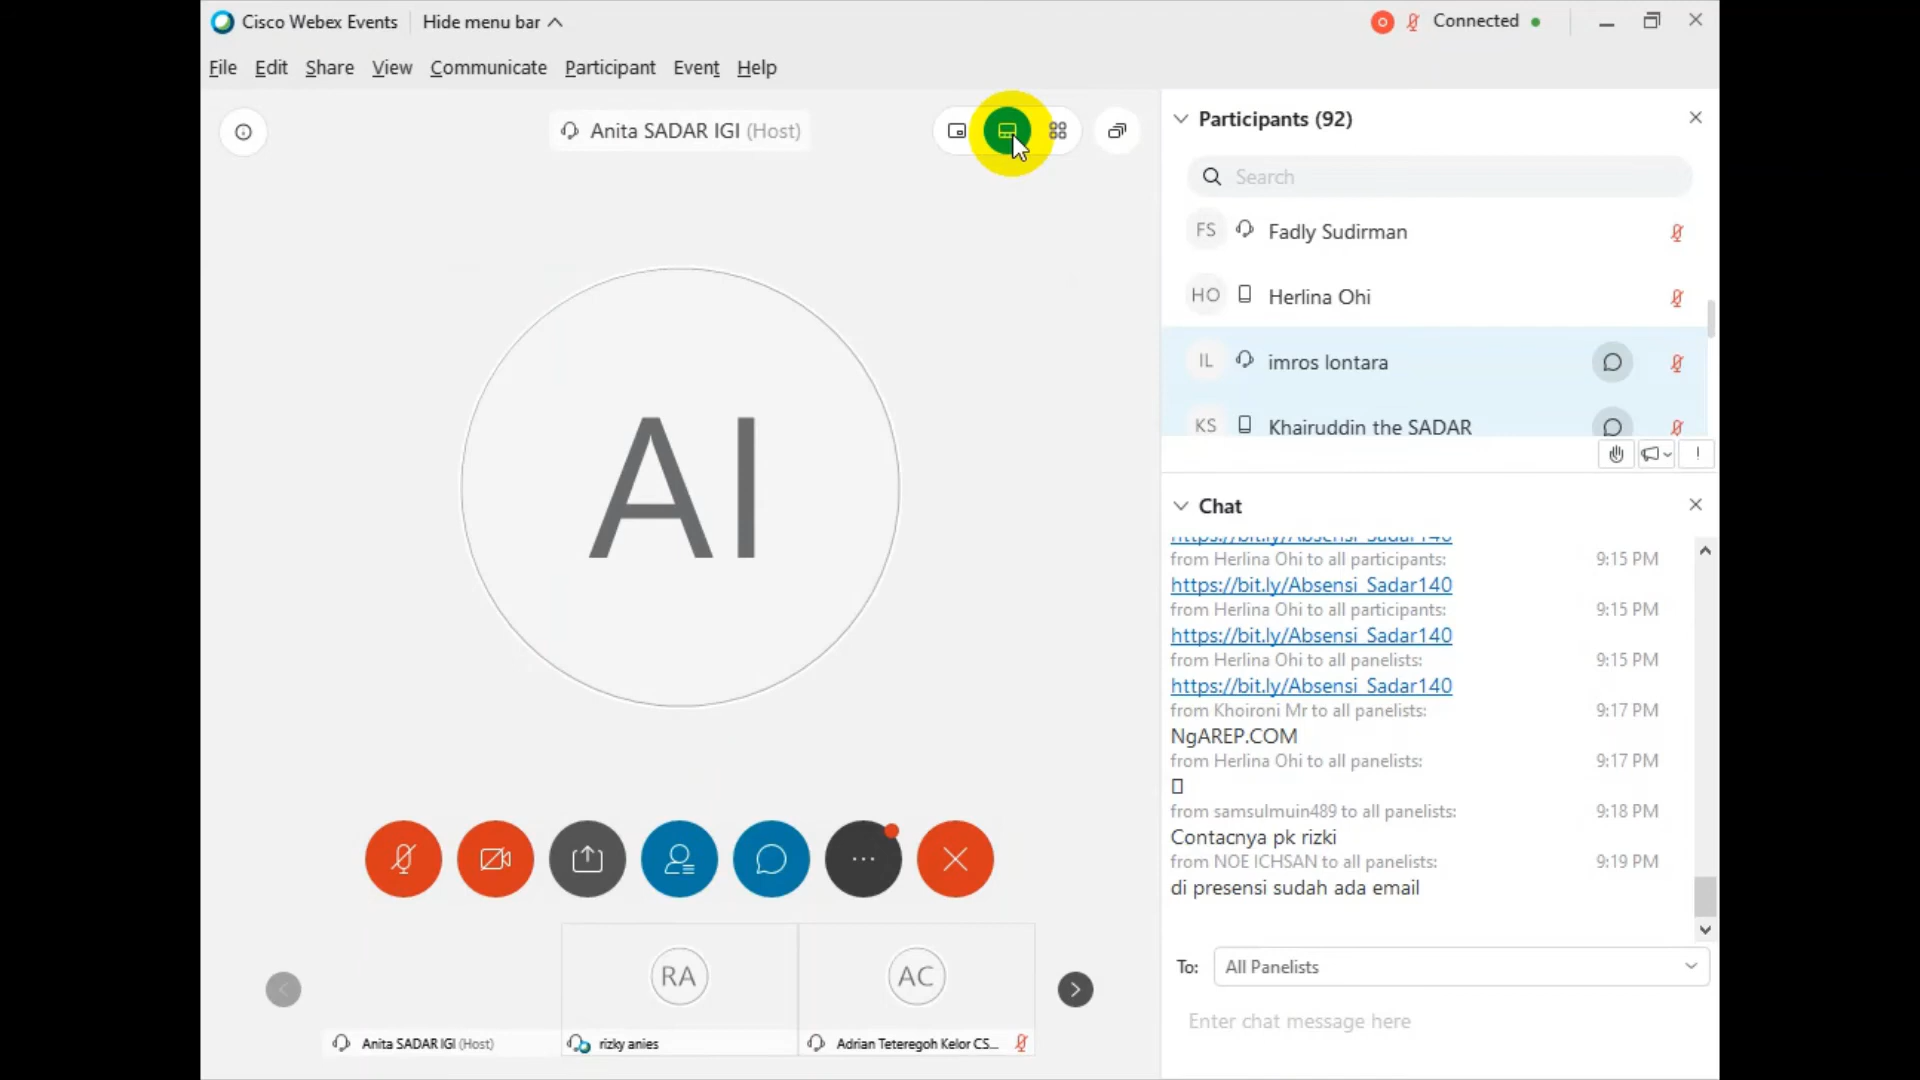 Cisco Webex Events
Hide menu bar
Connected
File Edit Share View Communicate Participant Event Help
Anita SADAR IGI (Host)
AI
Anita SADAR IGI (Host)
RA
rizky anies
AC
Adrian Teteregoh Kelor CS...
Participants (92)
Search
FS Fadly Sudirman
HO Herlina Ohi
IL imros lontara
KS Khairuddin the SADAR
Chat
https://bit.ly/Absensi_Sadar140
from Herlina Ohi to all participants: 9:15 PM
https://bit.ly/Absensi_Sadar140
from Herlina Ohi to all participants: 9:15 PM
https://bit.ly/Absensi_Sadar140
from Herlina Ohi to all panelists: 9:15 PM
https://bit.ly/Absensi_Sadar140
from Khoironi Mr to all panelists: 9:17 PM
NgAREP.COM
from Herlina Ohi to all panelists: 9:17 PM
from samsulmuin489 to all panelists: 9:18 PM
Contacnya pk rizki
from NOE ICHSAN to all panelists: 9:19 PM
di presensi sudah ada email
To: All Panelists
Enter chat message here